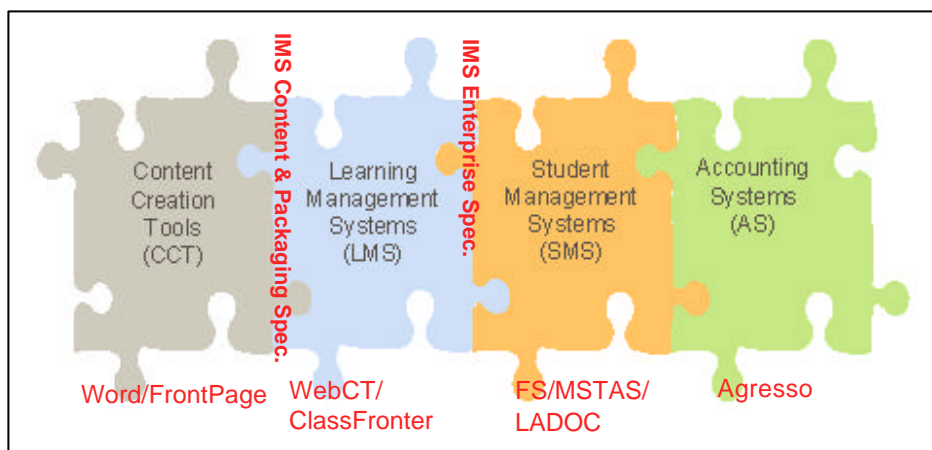 IMS Content & Packaging Spec.
IMS Enterprise Spec.
Content
Creation
Tools
(CCT)
Learning
Management
Systems
(LMS)
Student
Management
Systems
(SMS)
Accounting
Systems
(AS)
Word/FrontPage
WebCT/
ClassFronter
FS/MSTAS/
LADOC
Agresso